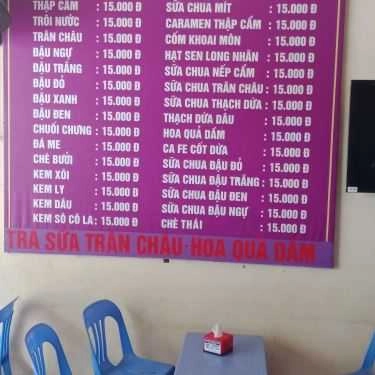 THẬP CẨM : 15.000 Đ
TRÔI NƯỚC : 15.000 Đ
TRÂN CHÂU : 15.000 Đ
ĐẬU NGỰ : 15.000 Đ
ĐẬU TRẮNG : 15.000 Đ
ĐẬU ĐỎ : 15.000 Đ
ĐẬU XANH : 15.000 Đ
ĐẬU ĐEN : 15.000 Đ
CHUỐI CHƯNG : 15.000 Đ
ĐÁ ME : 15.000 Đ
CHÈ BƯỞI : 15.000 Đ
KEM XÔI : 15.000 Đ
KEM LY : 15.000 Đ
KEM DẦU : 15.000 Đ
KEM SÔ CÔ LA : 15.000 Đ
SỮA CHUA MÍT : 15.000 Đ
CARAMEN THẬP CẨM : 15.000 Đ
CỐM KHOAI MÔN : 15.000 Đ
HẠT SEN LONG NHÃN : 15.000 Đ
SỮA CHUA NẾP CẨM : 15.000 Đ
SỮA CHUA TRÂN CHÂU : 15.000 Đ
SỮA CHUA THẠCH DỪA : 15.000 Đ
THẠCH DỪA DẦU : 15.000 Đ
HOA QUẢ DẦM : 15.000 Đ
CA FE CỐT DỪA : 15.000 Đ
SỮA CHUA ĐẬU ĐỎ : 15.000 Đ
SỮA CHUA ĐẬU TRẮNG : 15.000 Đ
SỮA CHUA ĐẬU ĐEN : 15.000 Đ
SỮA CHUA ĐẬU NGỰ : 15.000 Đ
CHÈ THÁI : 15.000 Đ
TRÀ SỮA TRÂN CHÂU - HOA QUẢ DẦM